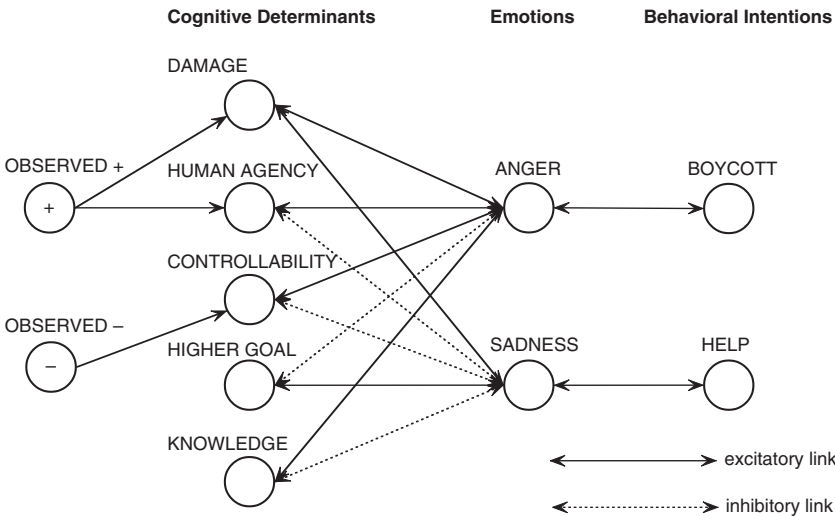 Cognitive Determinants Emotions Behavioral Intentions
DAMAGE
OBSERVED + HUMAN AGENCY ANGER BOYCOTT
+
CONTROLLABILITY
OBSERVED – HIGHER GOAL SADNESS HELP
–
KNOWLEDGE
excitatory link
inhibitory link